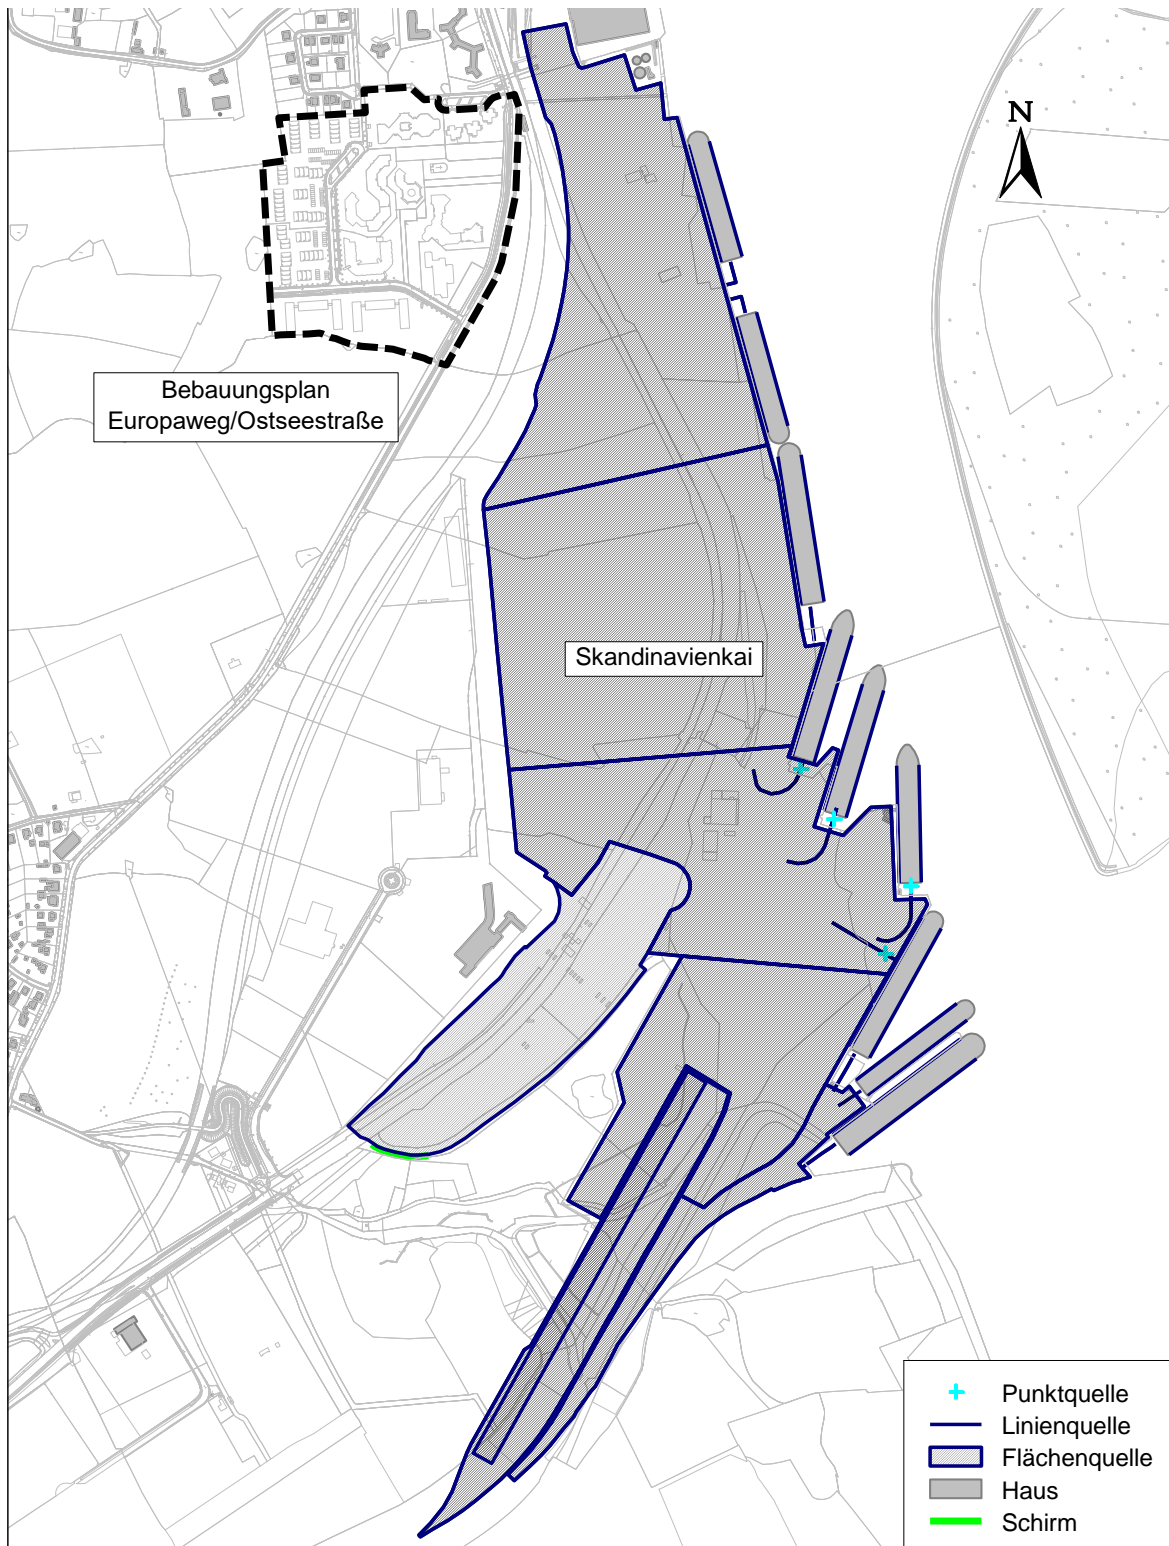 N
Bebauungsplan
Europaweg/Ostseestraße
Skandinavienkai
Punktquelle
Linienquelle
Flächenquelle
Haus
Schirm